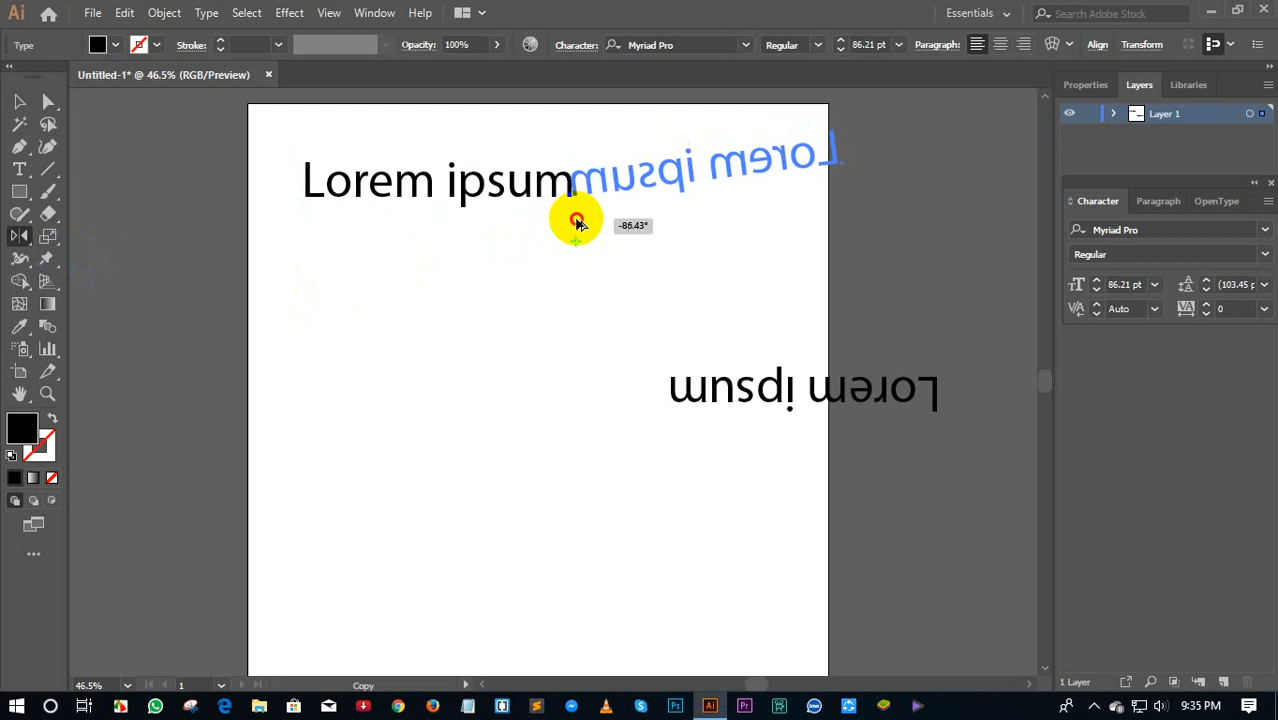 Ai File Edit Object Type Select Effect View Window Help Essentials Search Adobe Stock
Type Stroke: Opacity: 100% Character: Myriad Pro Regular 86.21 pt Paragraph: Align Transform
Untitled-1* @ 46.5% (RGB/Preview)
Properties Layers Libraries
Layer 1
Lorem ipsum
Lorem ipsum
-86.43°
Character Paragraph OpenType
Myriad Pro
Regular
86.21 pt (103.45 p
Auto 0
Lorem ipsum
46.5% 1 Copy 1 Layer
9:35 PM